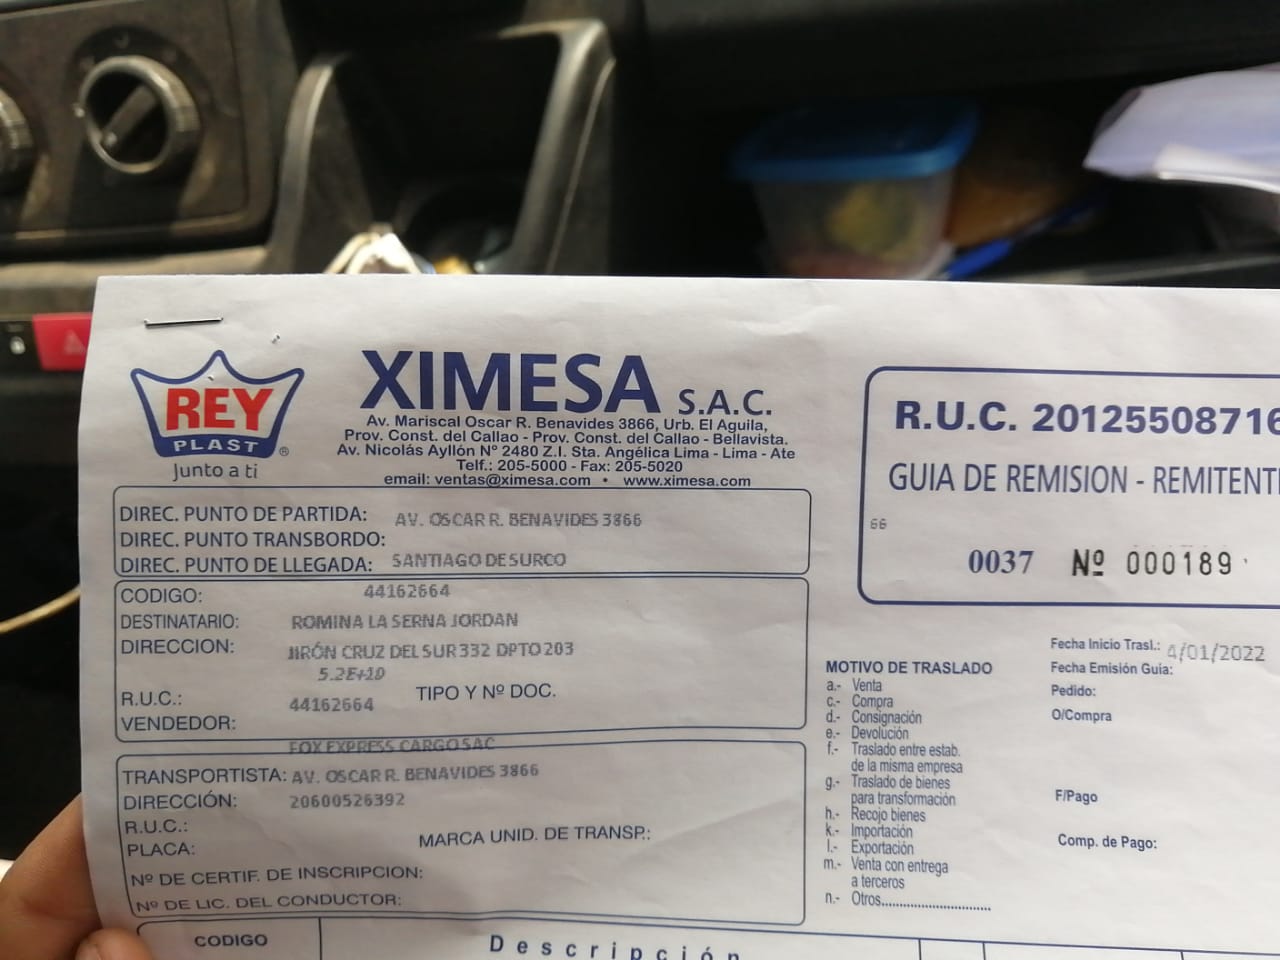 REY
PLAST ®
Junto a ti
XIMESA S.A.C.
Av. Mariscal Oscar R. Benavides 3866, Urb. El Aguila,
Prov. Const. del Callao - Prov. Const. del Callao - Bellavista.
Av. Nicolás Ayllón Nº 2480 Z.I. Sta. Angélica Lima - Lima - Ate
Telf.: 205-5000 - Fax: 205-5020
email: ventas@ximesa.com • www.ximesa.com
R.U.C. 20125508716
GUIA DE REMISION - REMITENT
66
0037 Nº 000189
DIREC. PUNTO DE PARTIDA: AV. OSCAR R. BENAVIDES 3866
DIREC. PUNTO TRANSBORDO:
DIREC. PUNTO DE LLEGADA: SANTIAGO DE SURCO
CODIGO: 44162664
DESTINATARIO: ROMINA LA SERNA JORDAN
DIRECCION: JIRÓN CRUZ DEL SUR 332 DPTO 203
5.2E+10
R.U.C.: 44162664 TIPO Y Nº DOC.
VENDEDOR:
FOX EXPRESS CARGO SAC
TRANSPORTISTA: AV. OSCAR R. BENAVIDES 3866
DIRECCIÓN: 20600526392
R.U.C.:
PLACA: MARCA UNID. DE TRANSP.:
Nº DE CERTIF. DE INSCRIPCION:
Nº DE LIC. DEL CONDUCTOR:
MOTIVO DE TRASLADO
a.- Venta
c.- Compra
d.- Consignación
e.- Devolución
f.- Traslado entre estab.
de la misma empresa
g.- Traslado de bienes
para transformación
h.- Recojo bienes
k.- Importación
l.- Exportación
m.- Venta con entrega
a terceros
n.- Otros..............................
Fecha Inicio Trasl.: 4/01/2022
Fecha Emisión Guía:
Pedido:
O/Compra
F/Pago
Comp. de Pago:
CODIGO Descripción